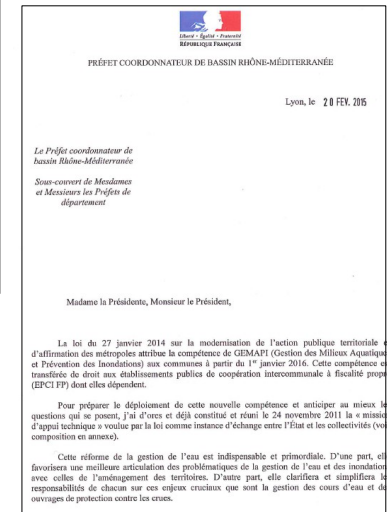 Liberté • Égalité • Fraternité
RÉPUBLIQUE FRANÇAISE
PRÉFET COORDONNATEUR DE BASSIN RHÔNE-MÉDITERRANÉE
Lyon, le 20 FEV. 2015
Le Préfet coordonnateur de
bassin Rhône-Méditerranée
Sous-couvert de Mesdames
et Messieurs les Préfets de
département
Madame la Présidente, Monsieur le Président,
La loi du 27 janvier 2014 sur la modernisation de l'action publique territoriale e
d'affirmation des métropoles attribue la compétence de GEMAPI (Gestion des Milieux Aquatique
et Prévention des Inondations) aux communes à partir du 1er janvier 2016. Cette compétence e
transférée de droit aux établissements publics de coopération intercommunale à fiscalité propr
(EPCI FP) dont elles dépendent.
Pour préparer le déploiement de cette nouvelle compétence et anticiper au mieux le
questions qui se posent, j'ai d'ores et déjà constitué et réuni le 24 novembre 2011 la « missio
d'appui technique » voulue par la loi comme instance d'échange entre l'État et les collectivités (voi
composition en annexe).
Cette réforme de la gestion de l'eau est indispensable et primordiale. D'une part, ell
favorisera une meilleure articulation des problématiques de la gestion de l'eau et des inondation
avec celles de l'aménagement des territoires. D'autre part, elle clarifiera et simplifiera le
responsabilités de chacun sur ces enjeux cruciaux que sont la gestion des cours d'eau et de
ouvrages de protection contre les crues.